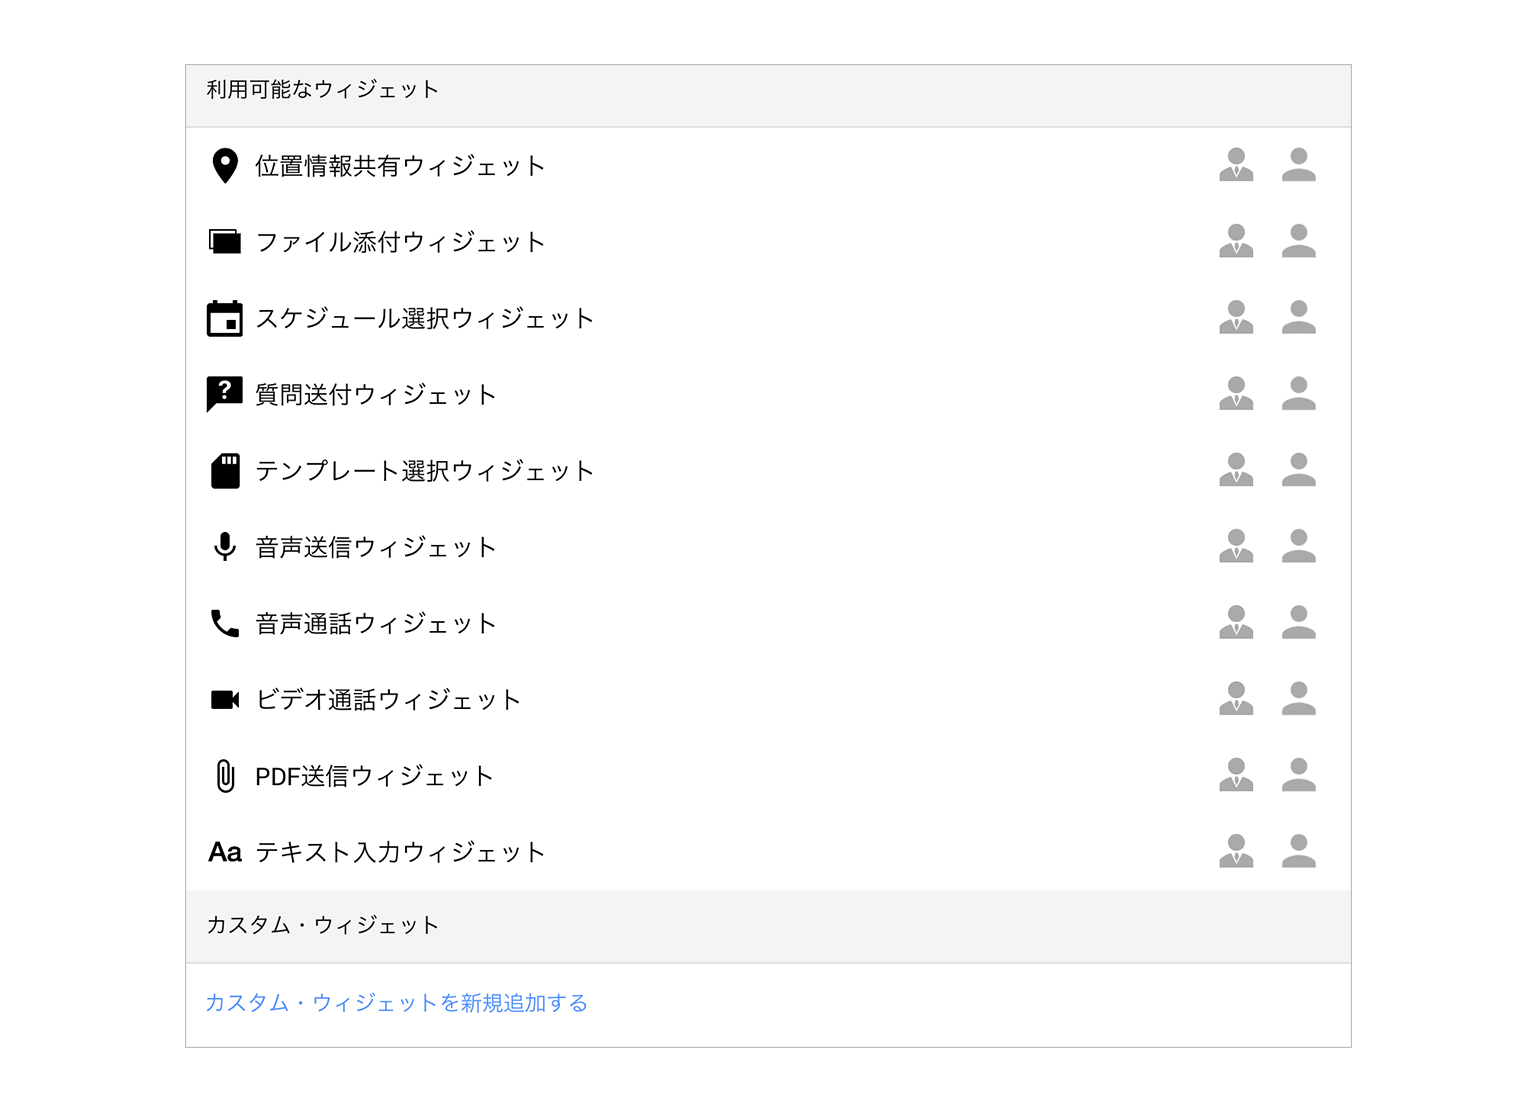 利用可能なウィジェット
位置情報共有ウィジェット
ファイル添付ウィジェット
スケジュール選択ウィジェット
? 質問送付ウィジェット
テンプレート選択ウィジェット
音声送信ウィジェット
音声通話ウィジェット
ビデオ通話ウィジェット
PDF送信ウィジェット
Aa テキスト入力ウィジェット
カスタム・ウィジェット
カスタム・ウィジェットを新規追加する